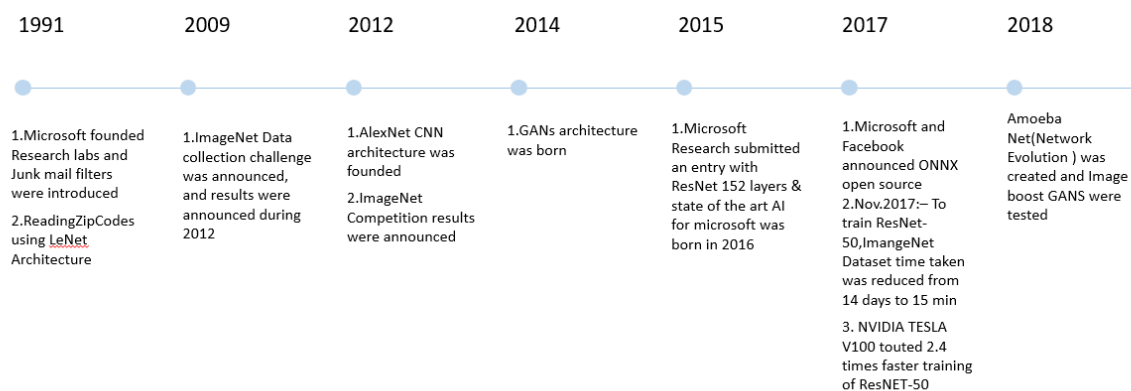 1991
2009
2012
2014
2015
2017
2018
1.Microsoft founded
Research labs and
Junk mail filters
were introduced
2.ReadingZipCodes
using LeNet
Architecture
1.ImageNet Data
collection challenge
was announced,
and results were
announced during
2012
1.AlexNet CNN
architecture was
founded
2.ImageNet
Competition results
were announced
1.GANs architecture
was born
1.Microsoft
Research submitted
an entry with
ResNet 152 layers &
state of the art AI
for microsoft was
born in 2016
1.Microsoft and
Facebook
announced ONNX
open source
2.Nov.2017:– To
train ResNet-
50,ImangeNet
Dataset time taken
was reduced from
14 days to 15 min
3. NVIDIA TESLA
V100 touted 2.4
times faster training
of ResNET-50
Amoeba
Net(Network
Evolution ) was
created and Image
boost GANS were
tested